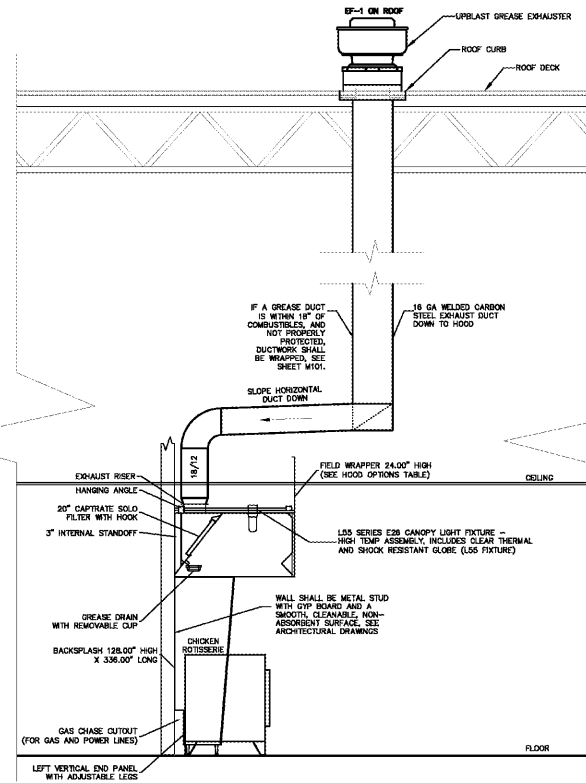 EF-1 ON ROOF
UPBLAST GREASE EXHAUSTER
ROOF CURB
ROOF DECK
IF A GREASE DUCT
IS WITHIN 18" OF
COMBUSTIBLES, AND
NOT PROPERLY
PROTECTED,
DUCTWORK SHALL
BE WRAPPED, SEE
SHEET M101.
16 GA WELDED CARBON
STEEL EXHAUST DUCT
DOWN TO HOOD
SLOPE HORIZONTAL
DUCT DOWN
18/12
EXHAUST RISER
HANGING ANGLE
20" CAPTRATE SOLO
FILTER WITH HOOK
3" INTERNAL STANDOFF
FIELD WRAPPER 24.00" HIGH
(SEE HOOD OPTIONS TABLE)
CEILING
L55 SERIES E26 CANOPY LIGHT FIXTURE -
HIGH TEMP ASSEMBLY, INCLUDES CLEAR THERMAL
AND SHOCK RESISTANT GLOBE (L55 FIXTURE)
GREASE DRAIN
WITH REMOVABLE CUP
WALL SHALL BE METAL STUD
WITH GYP BOARD AND A
SMOOTH, CLEANABLE, NON-
ABSORBENT SURFACE, SEE
ARCHITECTURAL DRAWINGS
BACKSPLASH 128.00" HIGH
X 336.00" LONG
CHICKEN
ROTISSERIE
GAS CHASE CUTOUT
(FOR GAS AND POWER LINES)
FLOOR
LEFT VERTICAL END PANEL
WITH ADJUSTABLE LEGS